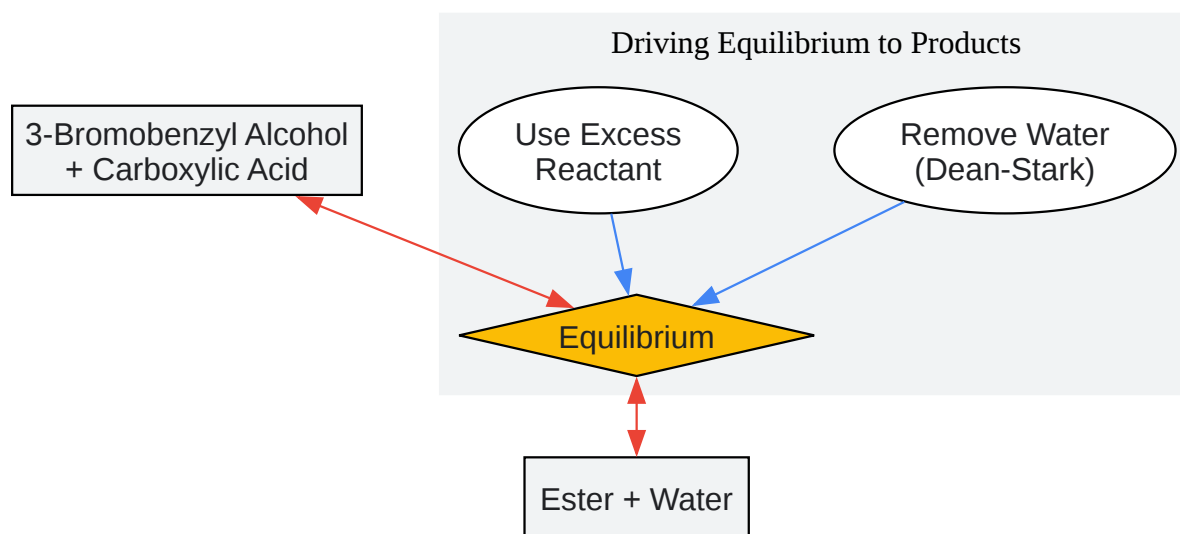 Driving Equilibrium to Products
3-Bromobenzyl Alcohol
+ Carboxylic Acid
Use Excess
Reactant
Remove Water
(Dean-Stark)
Equilibrium
Ester + Water